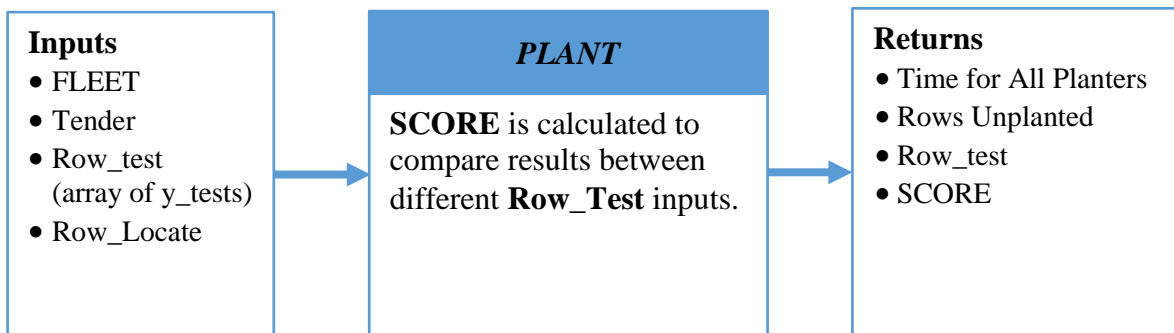 Inputs
• FLEET
• Tender
• Row_test
(array of y_tests)
• Row_Locate
PLANT
SCORE is calculated to
compare results between
different Row_Test inputs.
Returns
• Time for All Planters
• Rows Unplanted
• Row_test
• SCORE